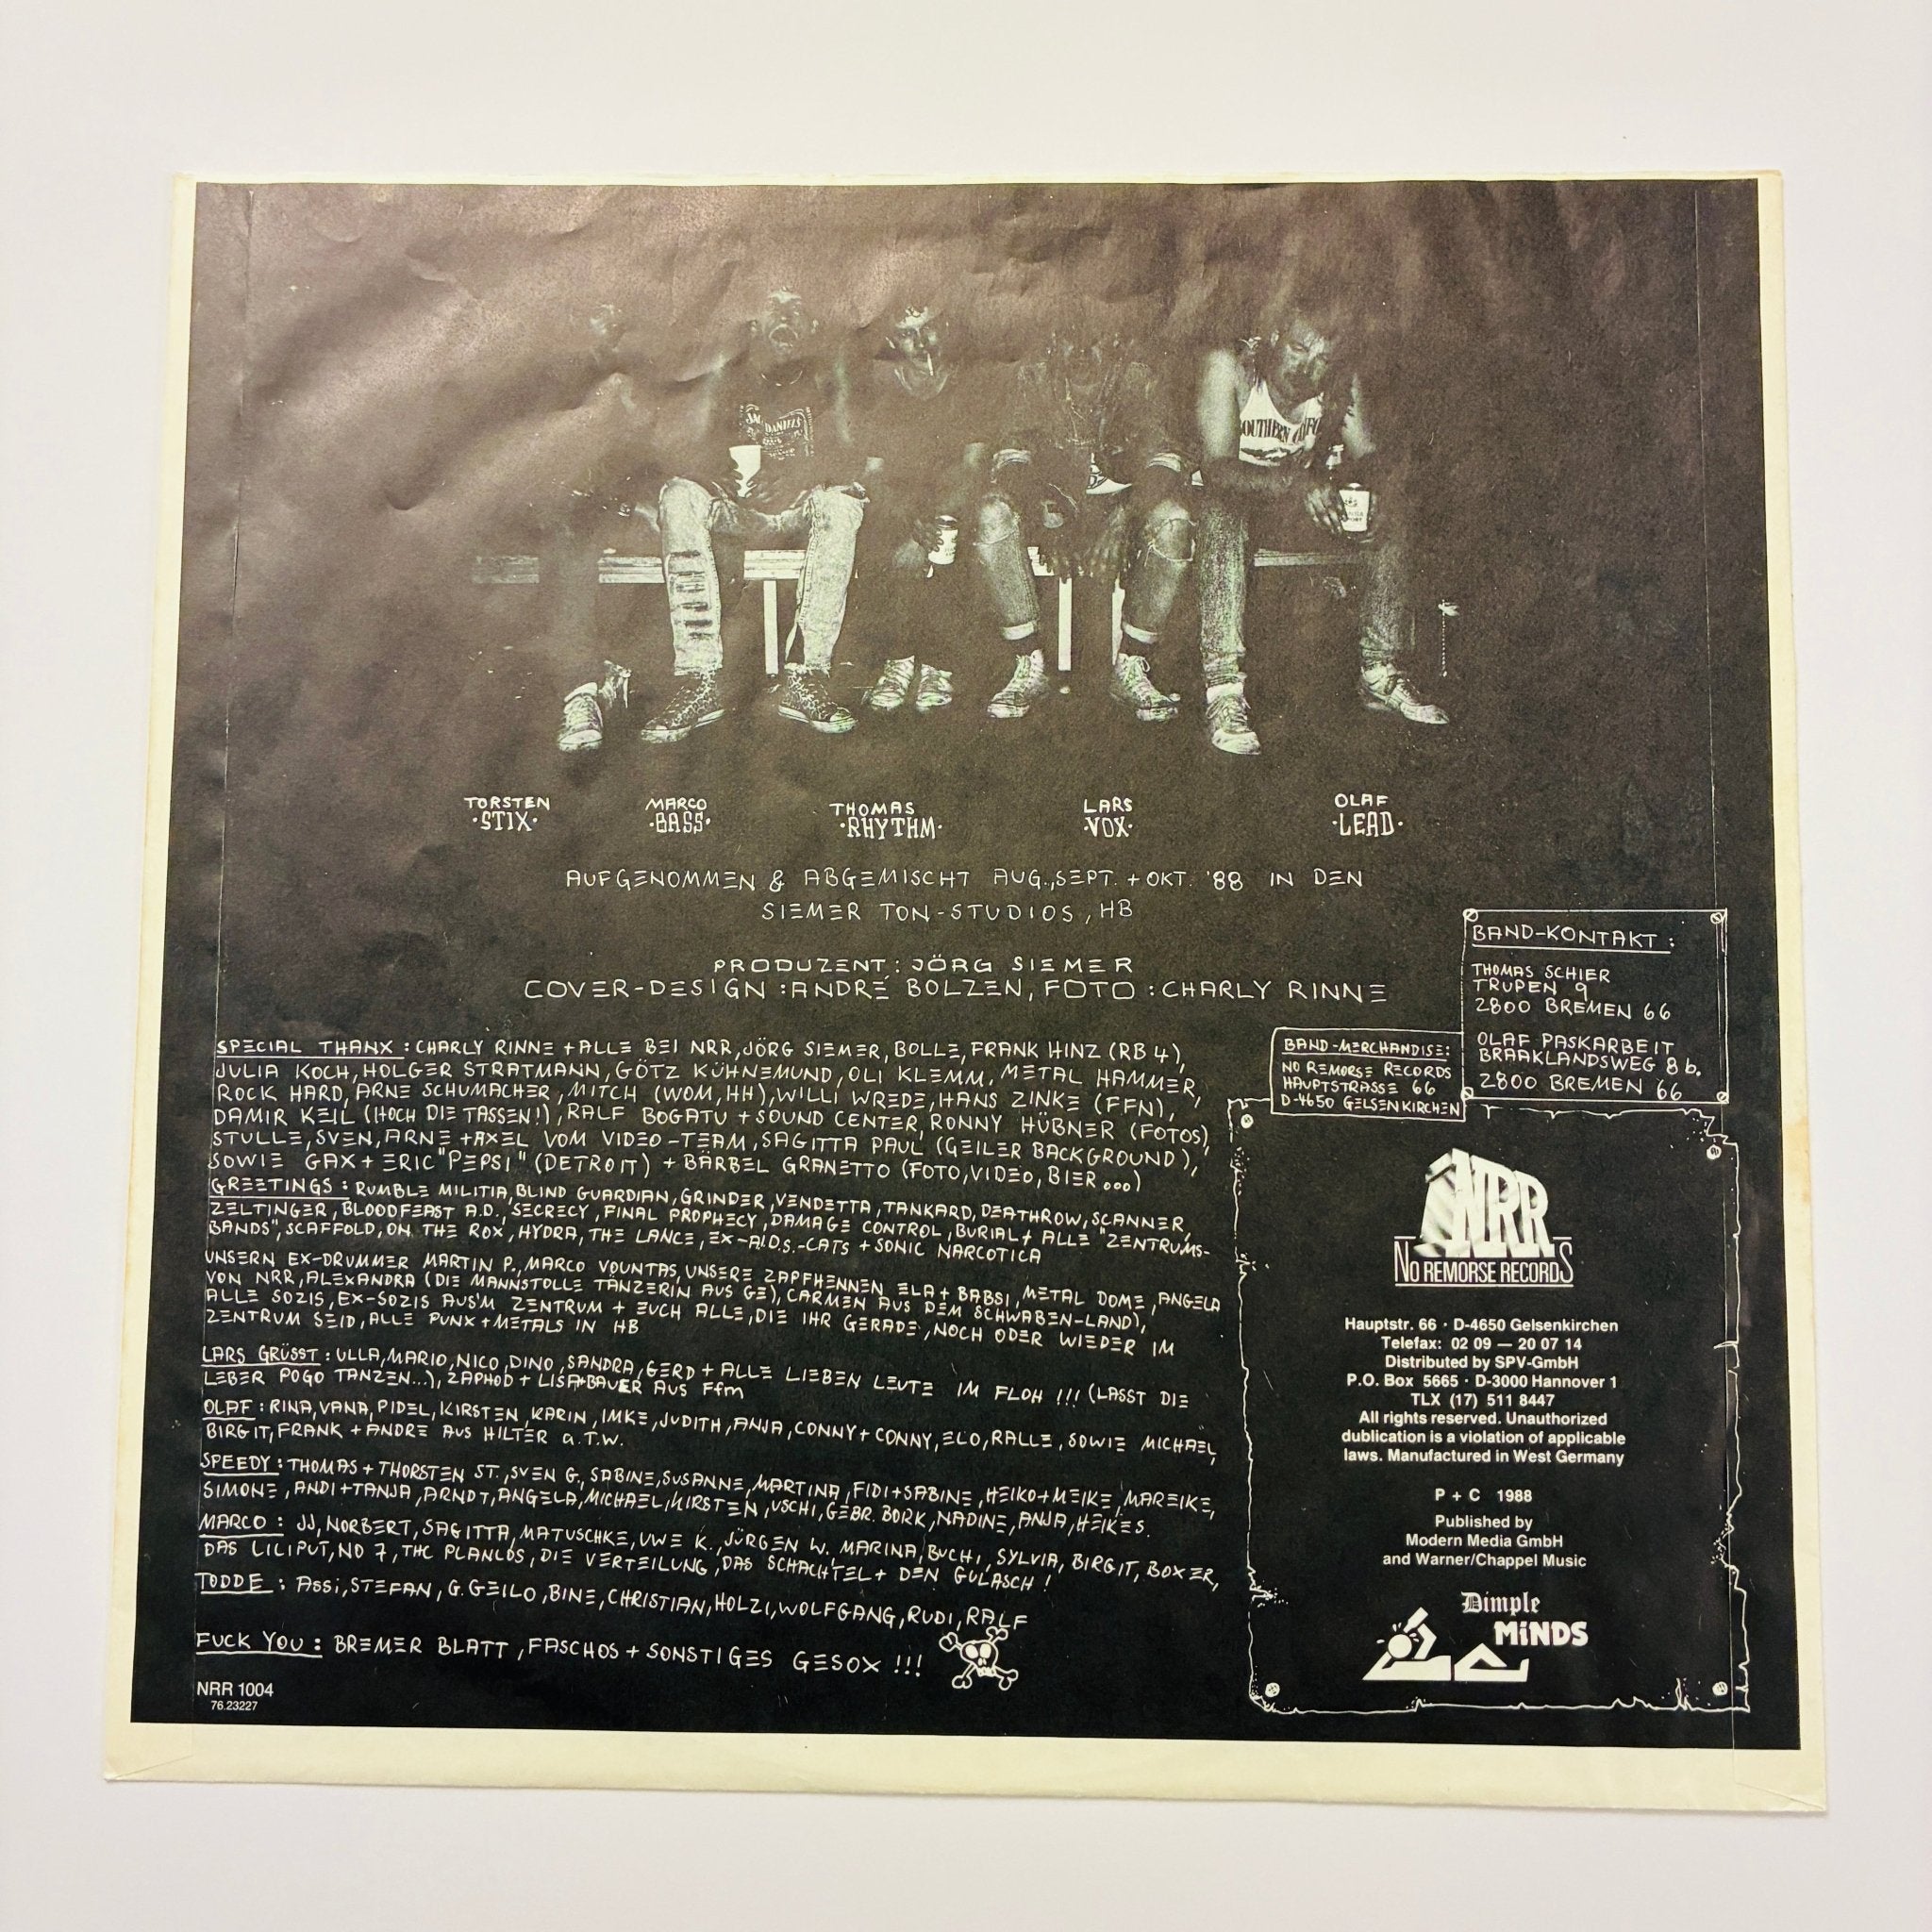 JACK DANIEL'S
SOUTHERN
TORSTEN
·STIX·
MARCO
·BASS·
THOMAS
·RHYTHM·
LARS
·VOX·
OLAF
·LEAD·
AUFGENOMMEN & ABGEMISCHT AUG.,SEPT. + OKT. '88 IN DEN
SIEMER TON-STUDIOS, HB
PRODUZENT: JÖRG SIEMER
COVER-DESIGN :ANDRÉ BOLZEN, FOTO : CHARLY RINNE
BAND-KONTAKT :
THOMAS SCHIER
TRUPEN 9
2800 BREMEN 66
OLAF PASKARBEIT
BRAAKLANDSWEG 8 b.
2800 BREMEN 66
BAND-MERCHANDISE:
NO REMORSE RECORDS
HAUPTSTRASSE 66
D-4650 GELSENKIRCHEN
SPECIAL THANX : CHARLY RINNE + ALLE BEI NRR, JÖRG SIEMER, BOLLE, FRANK HINZ (RB 4),
JULIA KOCH, HOLGER STRATMANN, GÖTZ KÜHNEMUND, OLI KLEMM, METAL HAMMER,
ROCK HARD, ARNE SCHUMACHER, MITCH (WOM, HH), WILLI WREDE, HANS ZINKE (FFN),
DAMIR KEIL (HOCH DIE TASSEN!), RALF BOGATU + SOUND CENTER, RONNY HÜBNER (FOTOS),
STULLE, SVEN, ARNE + AXEL VOM VIDEO-TEAM, SAGITTA PAUL (GEILER BACKGROUND),
SOWIE GAX + ERIC "PEPSI" (DETROIT) + BÄRBEL GRANETTO (FOTO, VIDEO, BIER ...)
GREETINGS : RUMBLE MILITIA, BLIND GUARDIAN, GRINDER, VENDETTA, TANKARD, DEATHROW, SCANNER,
ZELTINGER, BLOODFEAST A.D., SECRECY, FINAL PROPHECY, DAMAGE CONTROL, BURIAL + ALLE "ZENTRUMS-
BANDS", SCAFFOLD, ON THE ROX, HYDRA, THE LANCE, EX-A.I.D.S.-CATS + SONIC NARCOTICA
UNSERN EX-DRUMMER MARTIN P., MARCO VOUNTAS, UNSERE ZAPFHENNEN ELA + BABSI, METAL DOME, ANGELA
VON NRR, ALEXANDRA (DIE MANNSTOLLE TÄNZERIN AUS GE), CARMEN AUS DEM SCHWABEN-LAND),
ALLE SOZIS, EX-SOZIS AUS'M ZENTRUM + EUCH ALLE, DIE IHR GERADE, NOCH ODER WIEDER IM
ZENTRUM SEID, ALLE PUNX + METALS IN HB
LARS GRÜSST : ULLA, MARIO, NICO, DINO, SANDRA, GERD + ALLE LIEBEN LEUTE IM FLOH !!! (LASST DIE
LEBER POGO TANZEN...), ZAPHOD + LISA+BAUER AUS Ffm
OLAF : RINA, VANA, PIDEL, KIRSTEN, KARIN, IMKE, JUDITH, ANJA, CONNY + CONNY, ELO, RALLE, SOWIE MICHAEL,
BIRGIT, FRANK + ANDRE AUS HILTER a.T.W.
SPEEDY : THOMAS + THORSTEN ST., SVEN G., SABINE, SUSANNE, MARTINA, FIDI+SABINE, HEIKO+MEIKE, MAREIKE,
SIMONE, ANDI+TANJA, ARNDT, ANGELA, MICHAEL, KIRSTEN, USCHI, GEBR. BORK, NADINE, ANJA, HEIKE S.
MARCO : JJ, NORBERT, SAGITTA, MATUSCHKE, UWE K., JÜRGEN W. MARINA, BUCHI, SYLVIA, BIRGIT, BOXER,
DAS LILIPUT, NO 7, THC PLANLOS, DIE VERTEILUNG, DAS SCHACHTEL + DEN GULASCH !
TODDE : ASSI, STEFAN, G. GEILO, BINE, CHRISTIAN, HOLZI, WOLFGANG, RUDI, RALF
FUCK YOU : BREMER BLATT, FASCHOS + SONSTIGES GESOX !!!
NRR 1004
76.23227
NRR
NO REMORSE RECORDS
Hauptstr. 66 · D-4650 Gelsenkirchen
Telefax: 02 09 — 20 07 14
Distributed by SPV-GmbH
P.O. Box 5665 · D-3000 Hannover 1
TLX (17) 511 8447
All rights reserved. Unauthorized
dublication is a violation of applicable
laws. Manufactured in West Germany
P + C 1988
Published by
Modern Media GmbH
and Warner/Chappel Music
Dimple
MiNDS